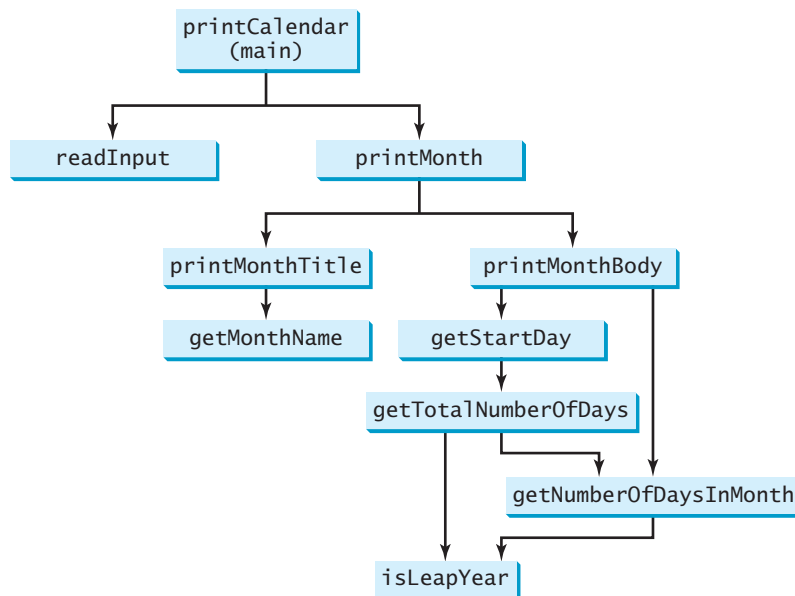 printCalendar
(main)
readInput
printMonth
printMonthTitle
printMonthBody
getMonthName
getStartDay
getTotalNumberOfDays
getNumberOfDaysInMonth
isLeapYear